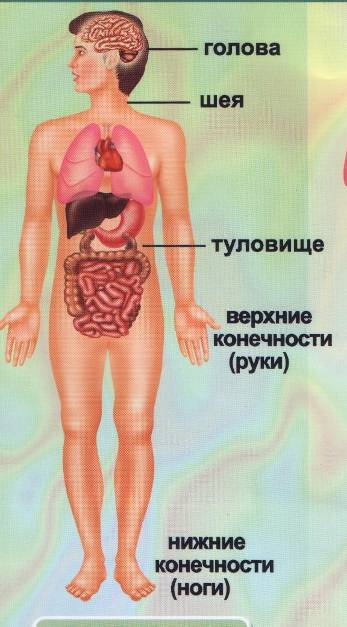 голова
шея
туловище
верхние
конечности
(руки)
нижние
конечности
(ноги)